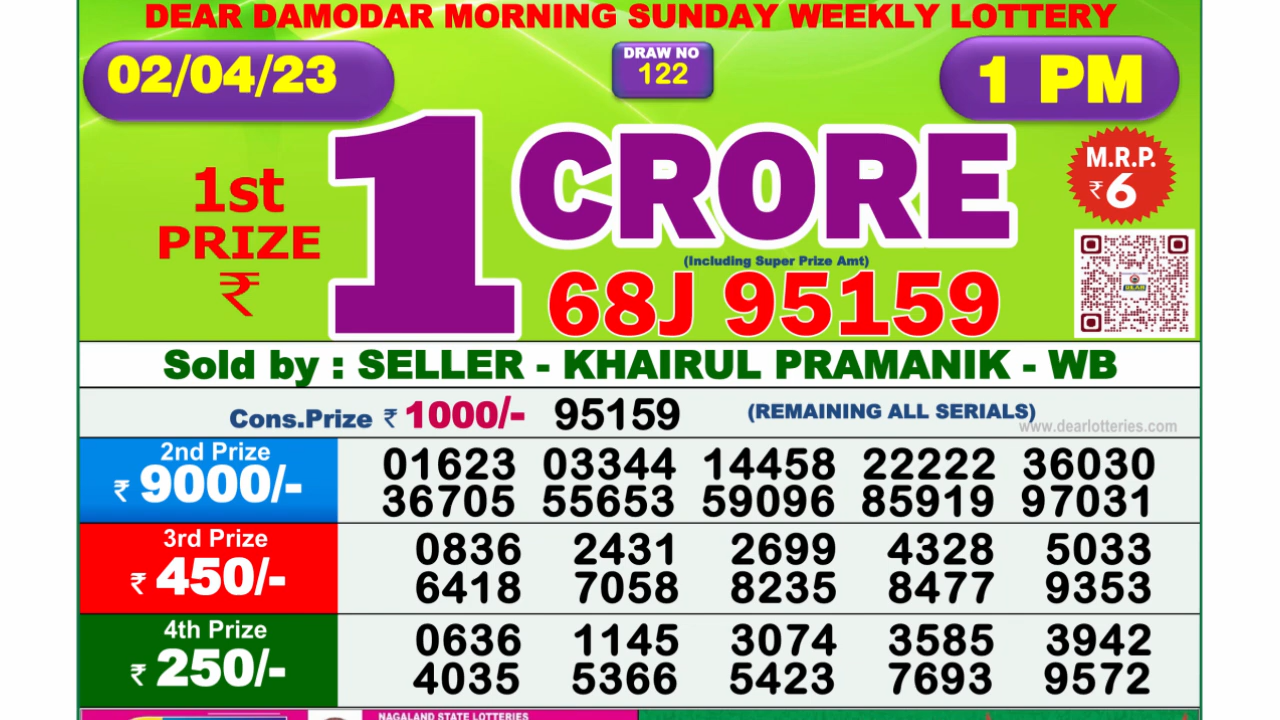 DEAR DAMODAR MORNING SUNDAY WEEKLY LOTTERY
02/04/23
DRAW NO
122
1 PM
1st
PRIZE
₹
1 CRORE
(Including Super Prize Amt)
68J 95159
M.R.P.
₹6
DEAR
Sold by : SELLER - KHAIRUL PRAMANIK - WB
Cons.Prize ₹ 1000/- 95159 (REMAINING ALL SERIALS)
www.dearlotteries.com
2nd Prize
₹ 9000/-
01623 03344 14458 22222 36030
36705 55653 59096 85919 97031
3rd Prize
₹ 450/-
0836 2431 2699 4328 5033
6418 7058 8235 8477 9353
4th Prize
₹ 250/-
0636 1145 3074 3585 3942
4035 5366 5423 7693 9572
NAGALAND STATE LOTTERIES